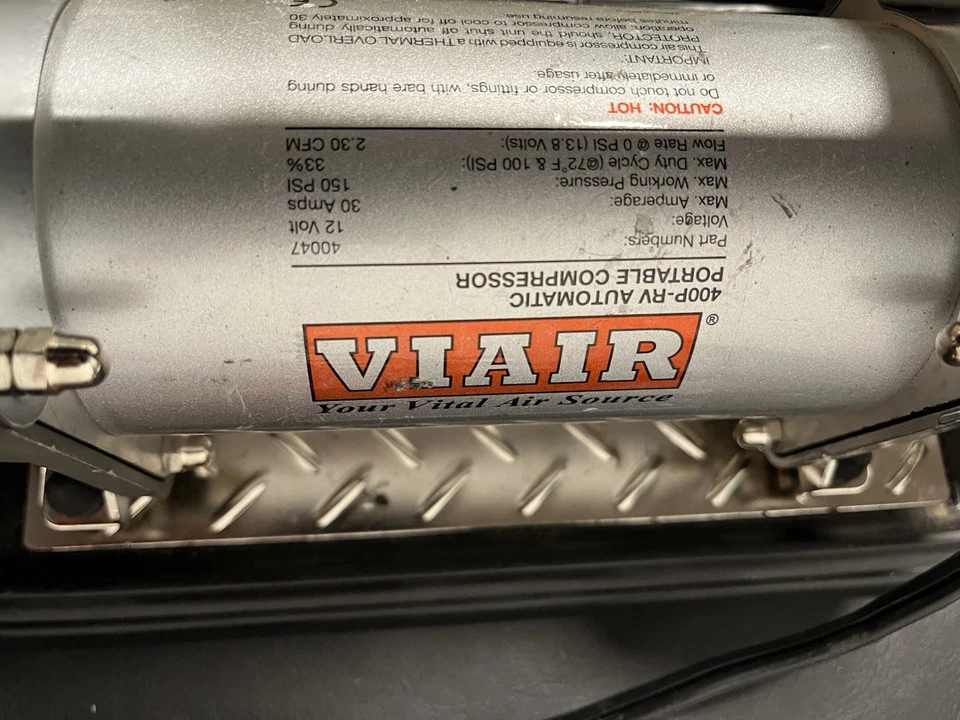 VIAIR®
Your Vital Air Source
400P-RV AUTOMATIC
PORTABLE COMPRESSOR
Part Numbers: 40047
Voltage: 12 Volt
Max. Amperage: 30 Amps
Max. Working Pressure: 150 PSI
Max. Duty Cycle (@72°F & 100 PSI): 33%
Flow Rate @ 0 PSI (13.8 Volts): 2.30 CFM
CAUTION: HOT
Do not touch compressor or fittings, with bare hands during
or immediately after usage.
IMPORTANT:
This air compressor is equipped with a THERMAL OVERLOAD
PROTECTOR, should the unit shut off automatically during
operation, allow compressor to cool off for approximately 30
minutes before resuming use.
CE